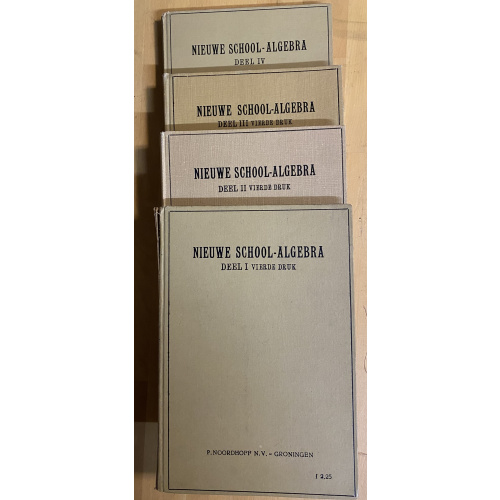 NIEUWE SCHOOL-ALGEBRA
DEEL IV
NIEUWE SCHOOL-ALGEBRA
DEEL III VIERDE DRUK
NIEUWE SCHOOL-ALGEBRA
DEEL II VIERDE DRUK
NIEUWE SCHOOL-ALGEBRA
DEEL I VIERDE DRUK
P. NOORDHOFF N.V. - GRONINGEN
f 2,25